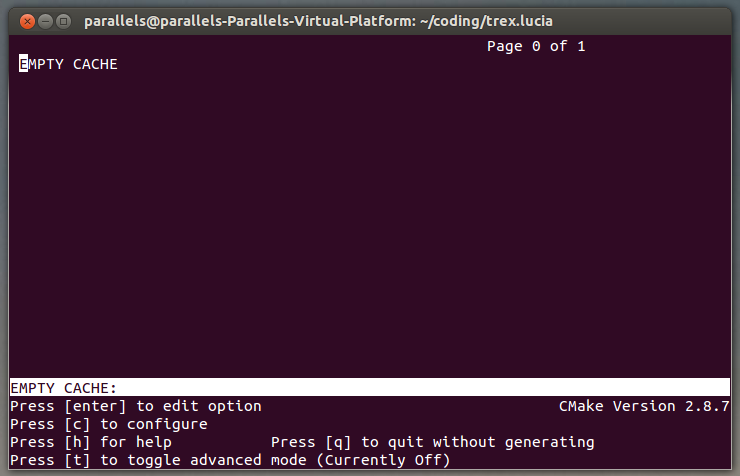 parallels@parallels-Parallels-Virtual-Platform: ~/coding/trex.lucia
Page 0 of 1
EMPTY CACHE
EMPTY CACHE:
Press [enter] to edit option CMake Version 2.8.7
Press [c] to configure
Press [h] for help Press [q] to quit without generating
Press [t] to toggle advanced mode (Currently Off)